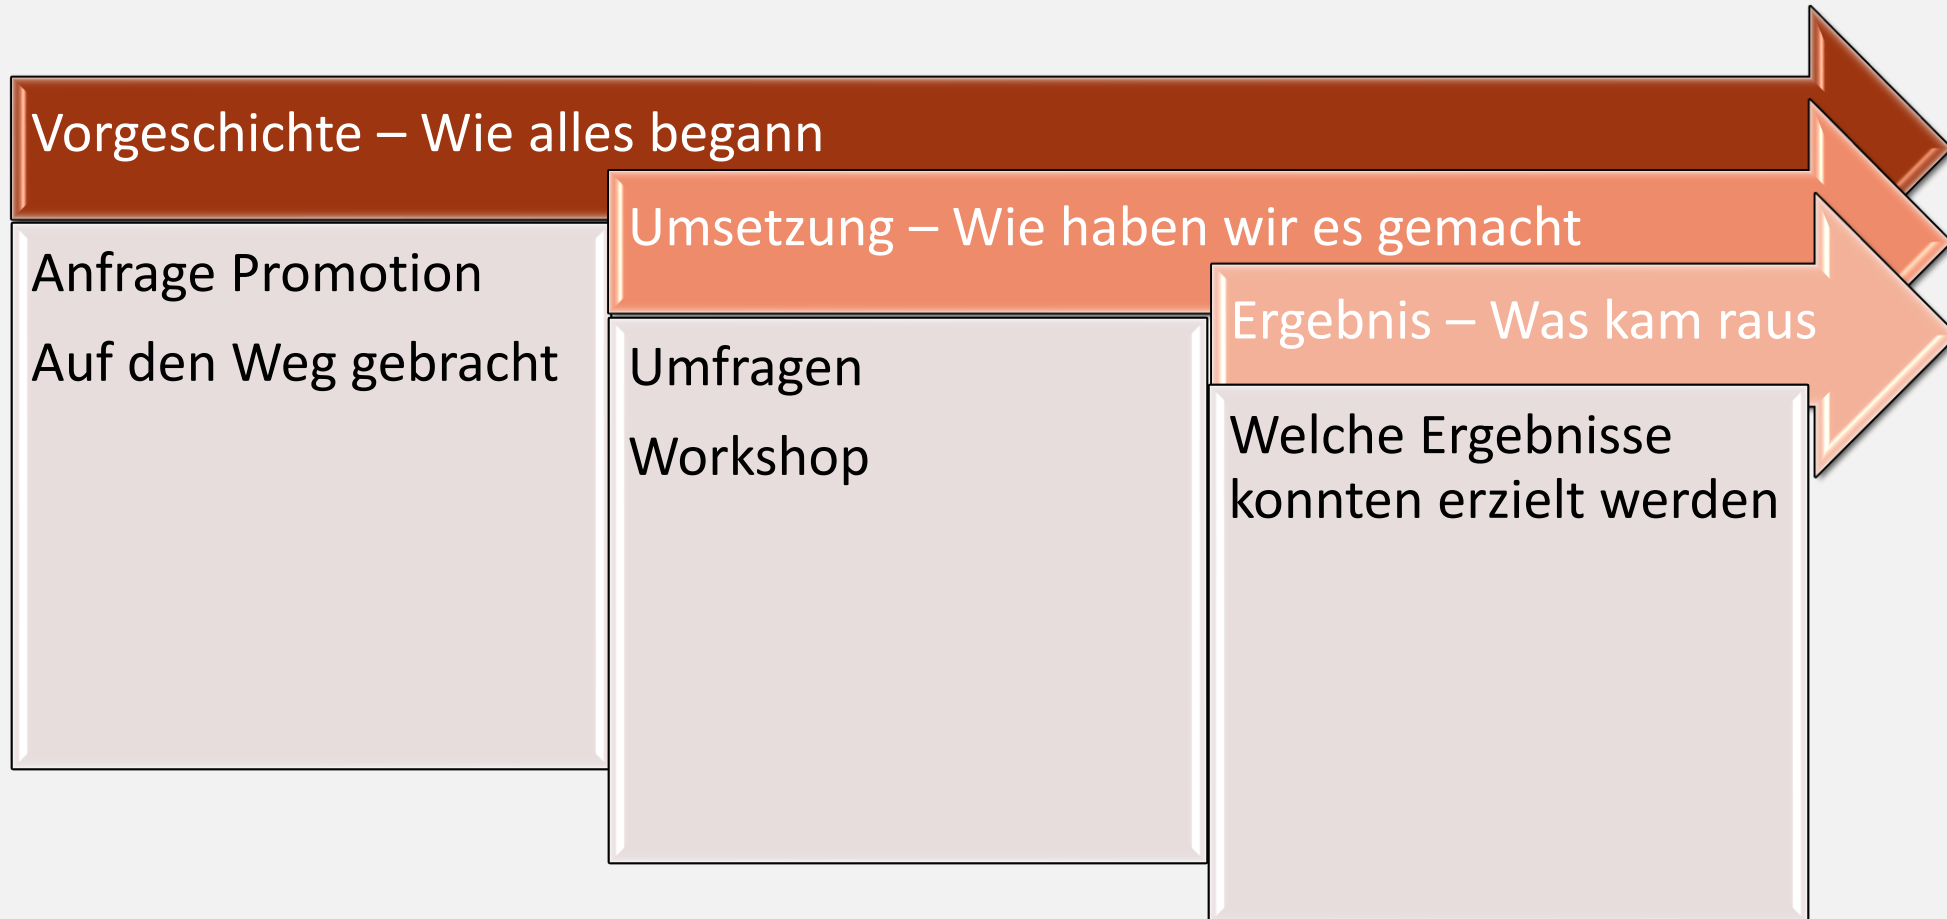 Vorgeschichte – Wie alles begann
Anfrage Promotion
Auf den Weg gebracht
Umsetzung – Wie haben wir es gemacht
Umfragen
Workshop
Ergebnis – Was kam raus
Welche Ergebnisse
konnten erzielt werden